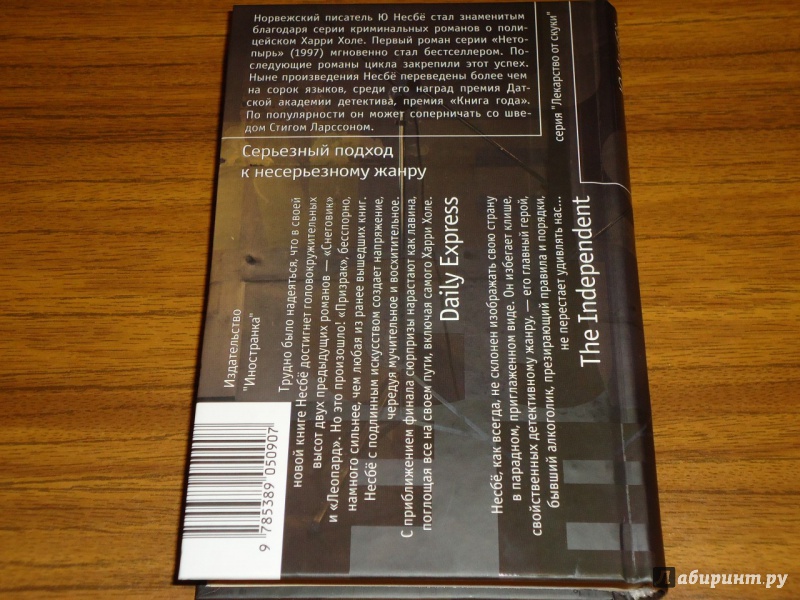 Норвежский писатель Ю Несбё стал знаменитым
благодаря серии криминальных романов о поли-
цейском Харри Холе. Первый роман серии «Нето-
пырь» (1997) мгновенно стал бестселлером. По-
следующие романы цикла закрепили этот успех.
Ныне произведения Несбё переведены более чем
на сорок языков, среди его наград премия Дат-
ской академии детектива, премия «Книга года».
По популярности он может соперничать со шве-
дом Стигом Ларссоном.
серия "Лекарство от скуки"
Серьезный подход
к несерьезному жанру
Трудно было надеяться, что в своей
новой книге Несбё достигнет головокружительных
высот двух предыдущих романов — «Снеговик»
и «Леопард». Но это произошло! «Призрак», бесспорно,
намного сильнее, чем любая из ранее вышедших книг.
Несбё с подлинным искусством создает напряжение,
чередуя мучительное и восхитительное.
С приближением финала сюрпризы нарастают как лавина,
поглощая все на своем пути, включая самого Харри Холе.
Daily Express
Несбё, как всегда, не склонен изображать свою страну
в парадном, приглаженном виде. Он избегает клише,
свойственных детективному жанру, — его главный герой,
бывший алкоголик, презирающий правила и порядки,
не перестает удивлять нас...
The Independent
Издательство
"Иностранка"
9 785389 050907
Лабиринт.ру